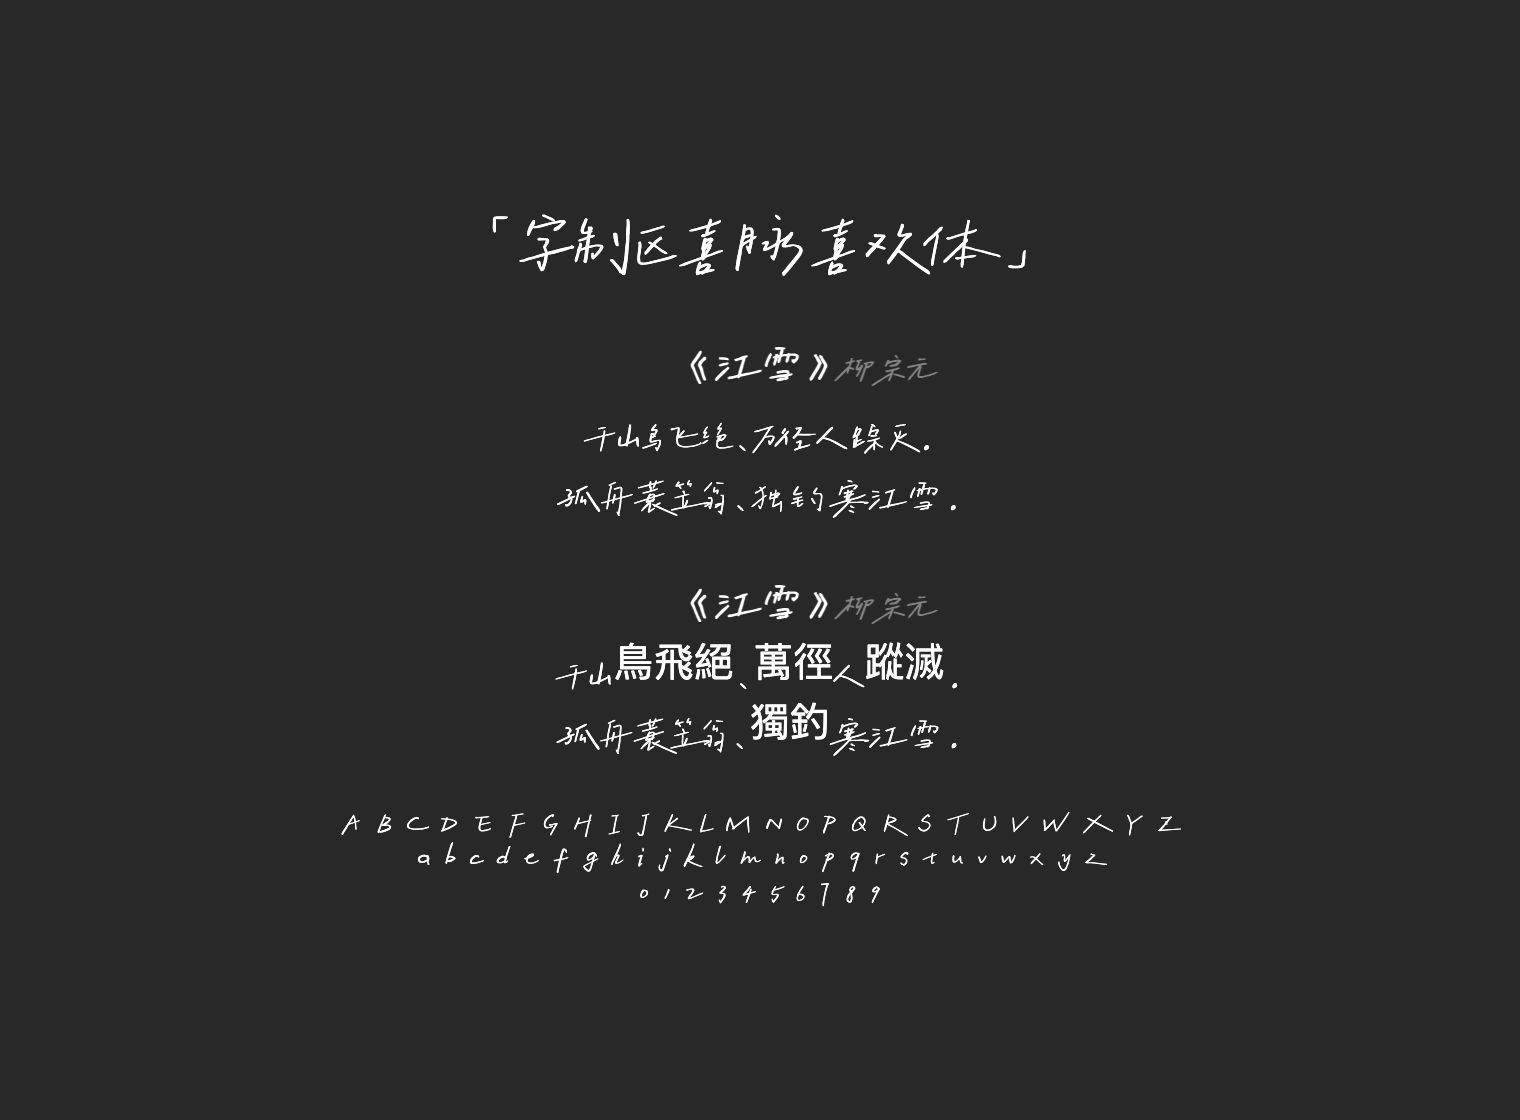 「字制区喜脉喜欢体」
《江雪》柳宗元
千山鸟飞绝、万径人踪灭.
孤舟蓑笠翁、独钓寒江雪.
《江雪》柳宗元
千山鳥飛絕、萬徑人蹤滅.
孤舟蓑笠翁、獨釣寒江雪.
A B C D E F G H I J K L M N O P Q R S T U V W X Y Z
a b c d e f g h i j k l m n o p q r s t u v w x y z
0 1 2 3 4 5 6 7 8 9